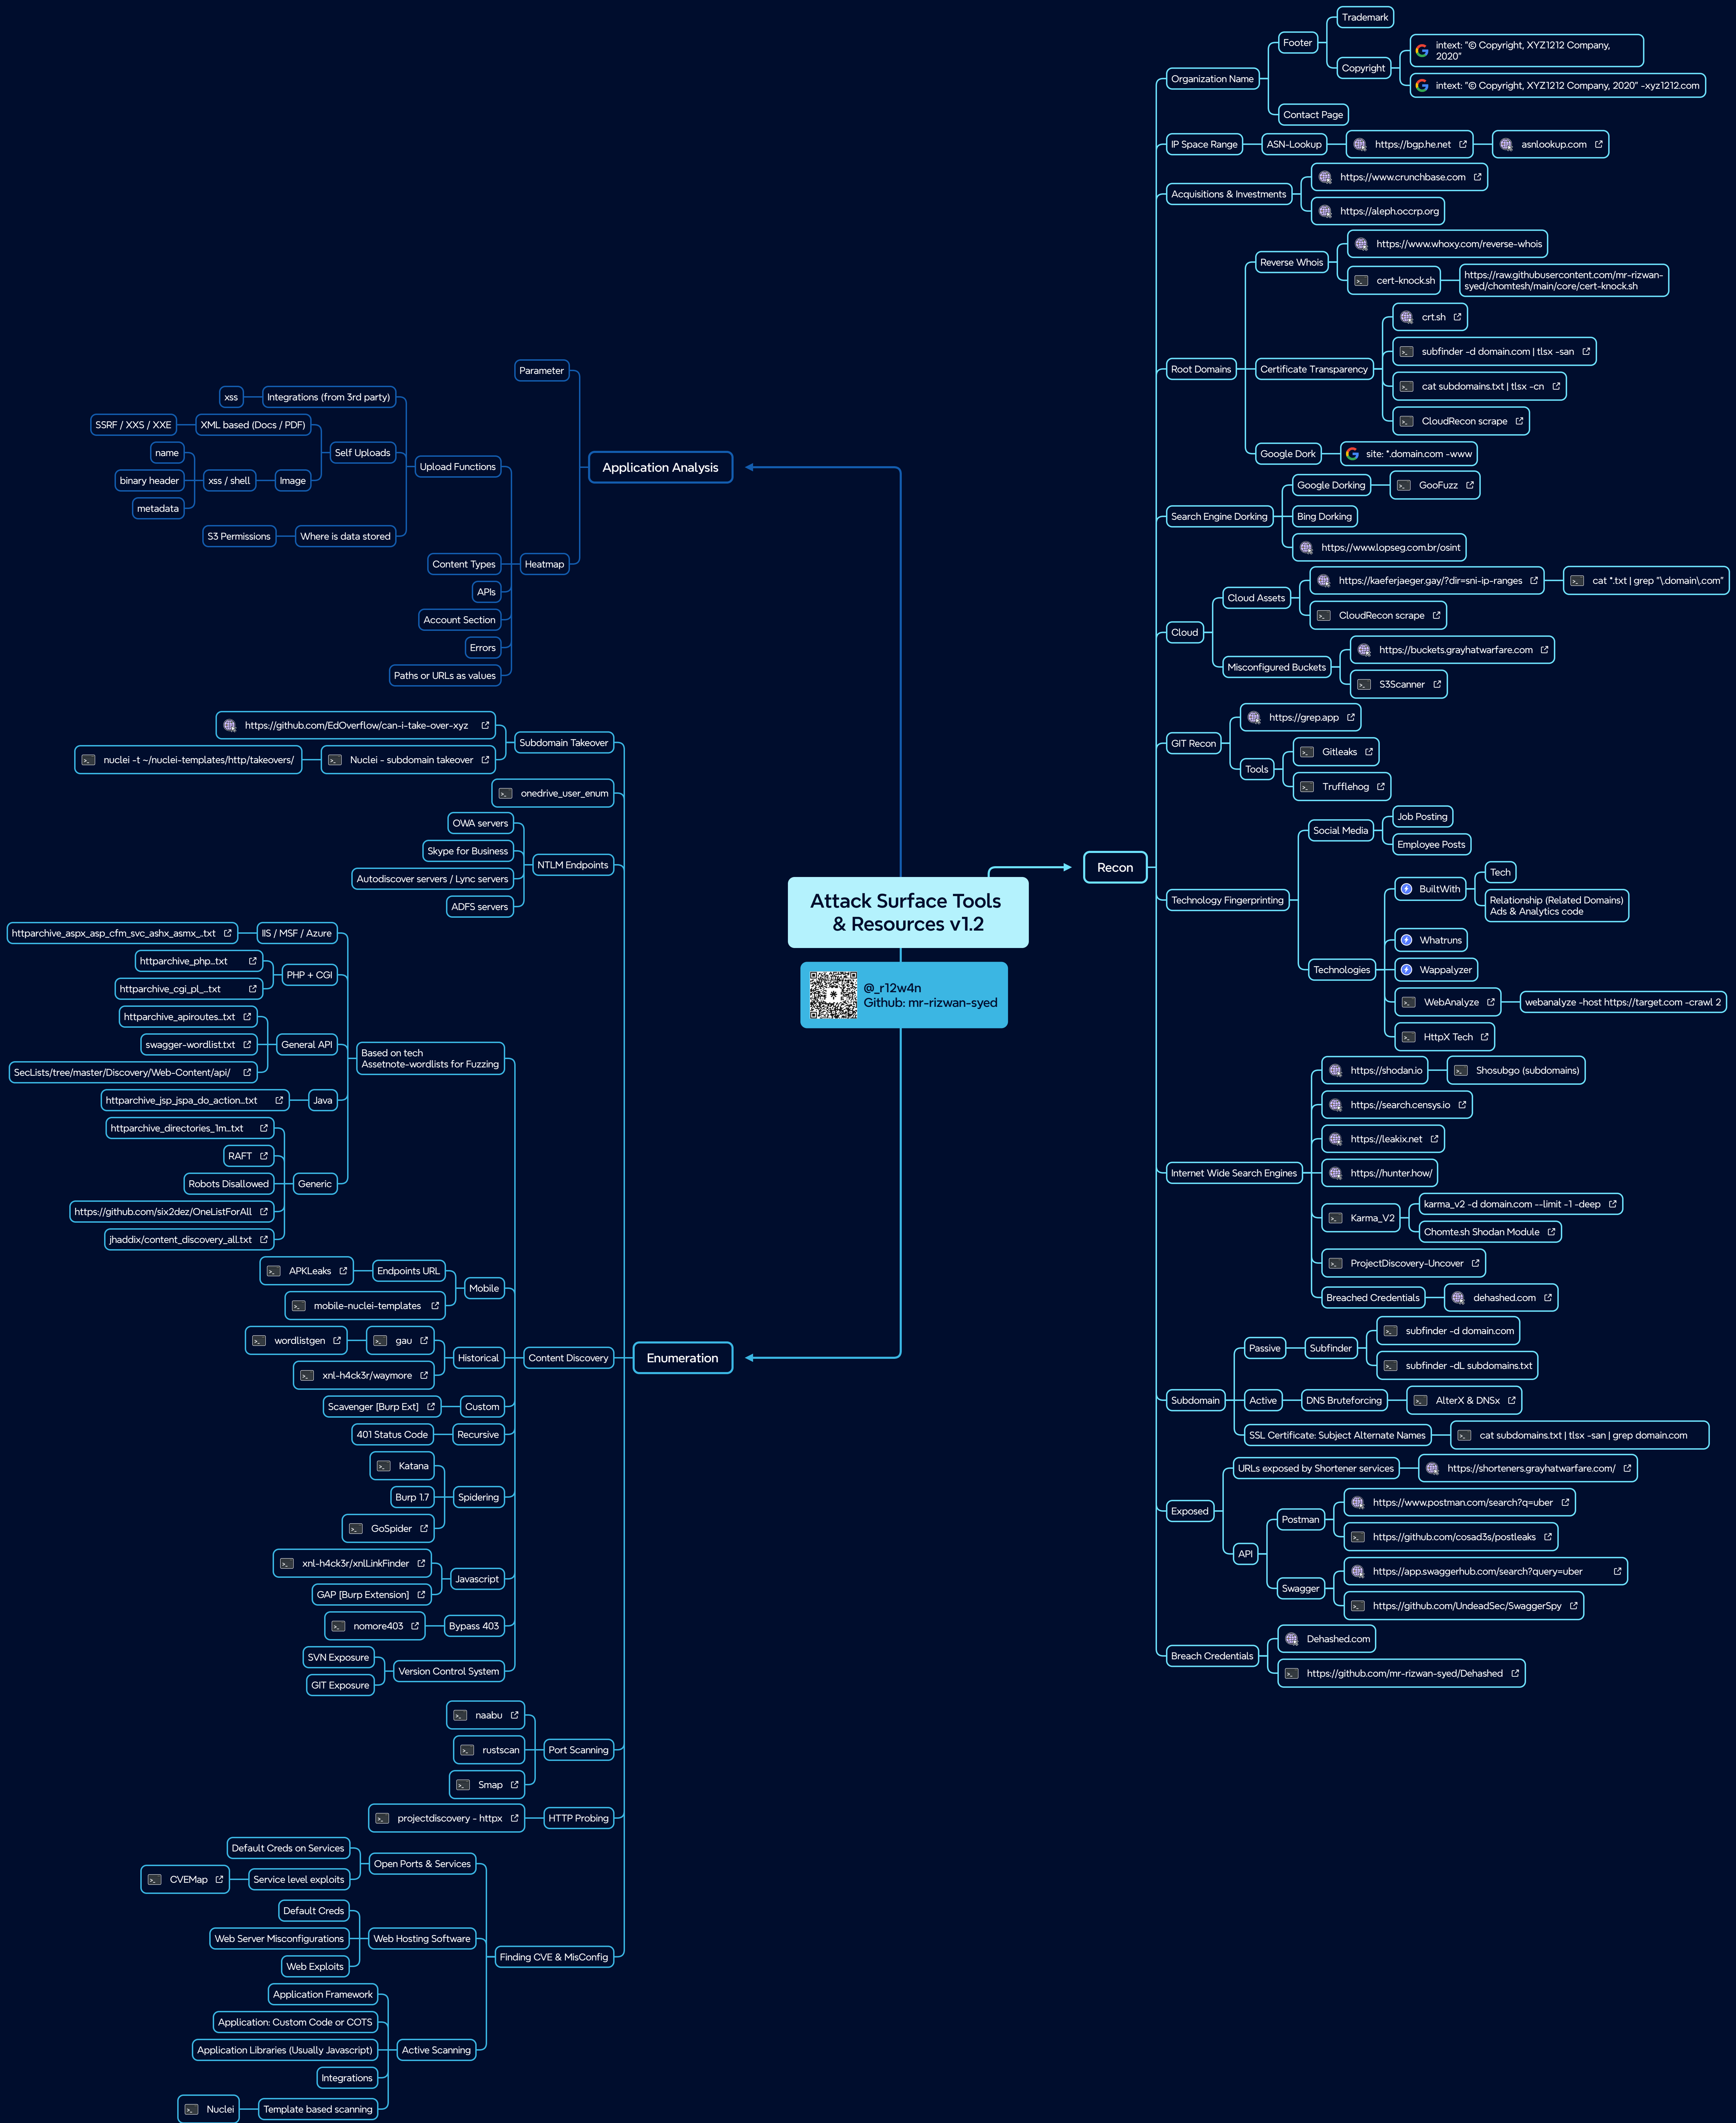 Attack Surface Tools
& Resources v1.2
@_r12w4n
Github: mr-rizwan-syed
Recon
Organization Name
Footer
Trademark
Copyright
intext: "© Copyright, XYZ1212 Company,
2020"
intext: "© Copyright, XYZ1212 Company, 2020" -xyz1212.com
Contact Page
IP Space Range
ASN-Lookup
https://bgp.he.net
asnlookup.com
Acquisitions & Investments
https://www.crunchbase.com
https://aleph.occrp.org
Root Domains
Reverse Whois
https://www.whoxy.com/reverse-whois
cert-knock.sh
https://raw.githubusercontent.com/mr-rizwan-
syed/chomtesh/main/core/cert-knock.sh
Certificate Transparency
crt.sh
subfinder -d domain.com | tlsx -san
cat subdomains.txt | tlsx -cn
CloudRecon scrape
Google Dork
site: *.domain.com -www
Search Engine Dorking
Google Dorking
GooFuzz
Bing Dorking
https://www.lopseg.com.br/osint
Cloud
Cloud Assets
https://kaeferjaeger.gay/?dir=sni-ip-ranges
cat *.txt | grep "\.domain\.com"
CloudRecon scrape
Misconfigured Buckets
https://buckets.grayhatwarfare.com
S3Scanner
GIT Recon
https://grep.app
Tools
Gitleaks
Trufflehog
Technology Fingerprinting
Social Media
Job Posting
Employee Posts
Technologies
BuiltWith
Tech
Relationship (Related Domains)
Ads & Analytics code
Whatruns
Wappalyzer
WebAnalyze
webanalyze -host https://target.com -crawl 2
HttpX Tech
Internet Wide Search Engines
https://shodan.io
Shosubgo (subdomains)
https://search.censys.io
https://leakix.net
https://hunter.how/
Karma_V2
karma_v2 -d domain.com --limit -1 -deep
Chomte.sh Shodan Module
ProjectDiscovery-Uncover
Breached Credentials
dehashed.com
Subdomain
Passive
Subfinder
subfinder -d domain.com
subfinder -dL subdomains.txt
Active
DNS Bruteforcing
AlterX & DNSx
SSL Certificate: Subject Alternate Names
cat subdomains.txt | tlsx -san | grep domain.com
Exposed
URLs exposed by Shortener services
https://shorteners.grayhatwarfare.com/
API
Postman
https://www.postman.com/search?q=uber
https://github.com/cosad3s/postleaks
Swagger
https://app.swaggerhub.com/search?query=uber
https://github.com/UndeadSec/SwaggerSpy
Breach Credentials
Dehashed.com
https://github.com/mr-rizwan-syed/Dehashed
Application Analysis
Parameter
Heatmap
Upload Functions
Integrations (from 3rd party)
xss
Self Uploads
XML based (Docs / PDF)
SSRF / XXS / XXE
Image
xss / shell
name
binary header
metadata
Where is data stored
S3 Permissions
Content Types
APIs
Account Section
Errors
Paths or URLs as values
Enumeration
Subdomain Takeover
https://github.com/EdOverflow/can-i-take-over-xyz
Nuclei - subdomain takeover
nuclei -t ~/nuclei-templates/http/takeovers/
onedrive_user_enum
NTLM Endpoints
OWA servers
Skype for Business
Autodiscover servers / Lync servers
ADFS servers
Content Discovery
Based on tech
Assetnote-wordlists for Fuzzing
IIS / MSF / Azure
httparchive_aspx_asp_cfm_svc_ashx_asmx_..txt
PHP + CGI
httparchive_php...txt
httparchive_cgi_pl_..txt
General API
httparchive_apiroutes...txt
swagger-wordlist.txt
SecLists/tree/master/Discovery/Web-Content/api/
Java
httparchive_jsp_jspa_do_action...txt
Generic
httparchive_directories_1m...txt
RAFT
Robots Disallowed
https://github.com/six2dez/OneListForAll
jhaddix/content_discovery_all.txt
Mobile
Endpoints URL
APKLeaks
mobile-nuclei-templates
Historical
gau
wordlistgen
xnl-h4ck3r/waymore
Custom
Scavenger [Burp Ext]
Recursive
401 Status Code
Spidering
Katana
Burp 1.7
GoSpider
Javascript
xnl-h4ck3r/xnlLinkFinder
GAP [Burp Extension]
Bypass 403
nomore403
Version Control System
SVN Exposure
GIT Exposure
Port Scanning
naabu
rustscan
Smap
HTTP Probing
projectdiscovery - httpx
Finding CVE & MisConfig
Open Ports & Services
Default Creds on Services
Service level exploits
CVEMap
Web Hosting Software
Default Creds
Web Server Misconfigurations
Web Exploits
Active Scanning
Application Framework
Application: Custom Code or COTS
Application Libraries (Usually Javascript)
Integrations
Template based scanning
Nuclei